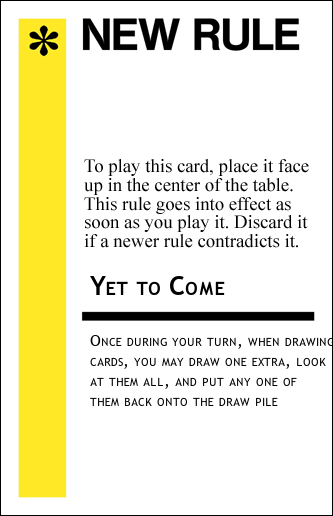 * NEW RULE
To play this card, place it face
up in the center of the table.
This rule goes into effect as
soon as you play it. Discard it
if a newer rule contradicts it.
Yet to Come
Once during your turn, when drawing
cards, you may draw one extra, look
at them all, and put any one of
them back onto the draw pile